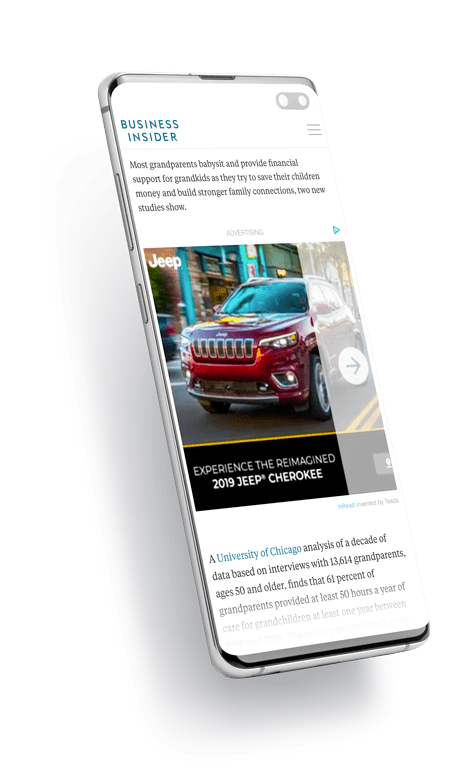 BUSINESS
INSIDER
Most grandparents babysit and provide financial
support for grandkids as they try to save their children
money and build stronger family connections, two new
studies show.
ADVERTISING
Jeep
EXPERIENCE THE REIMAGINED
2019 JEEP® CHEROKEE
inRead invented by Teads
A University of Chicago analysis of a decade of
data based on interviews with 13,614 grandparents,
ages 50 and older, finds that 61 percent of
grandparents provided at least 50 hours a year of
care for grandchildren at least one year between